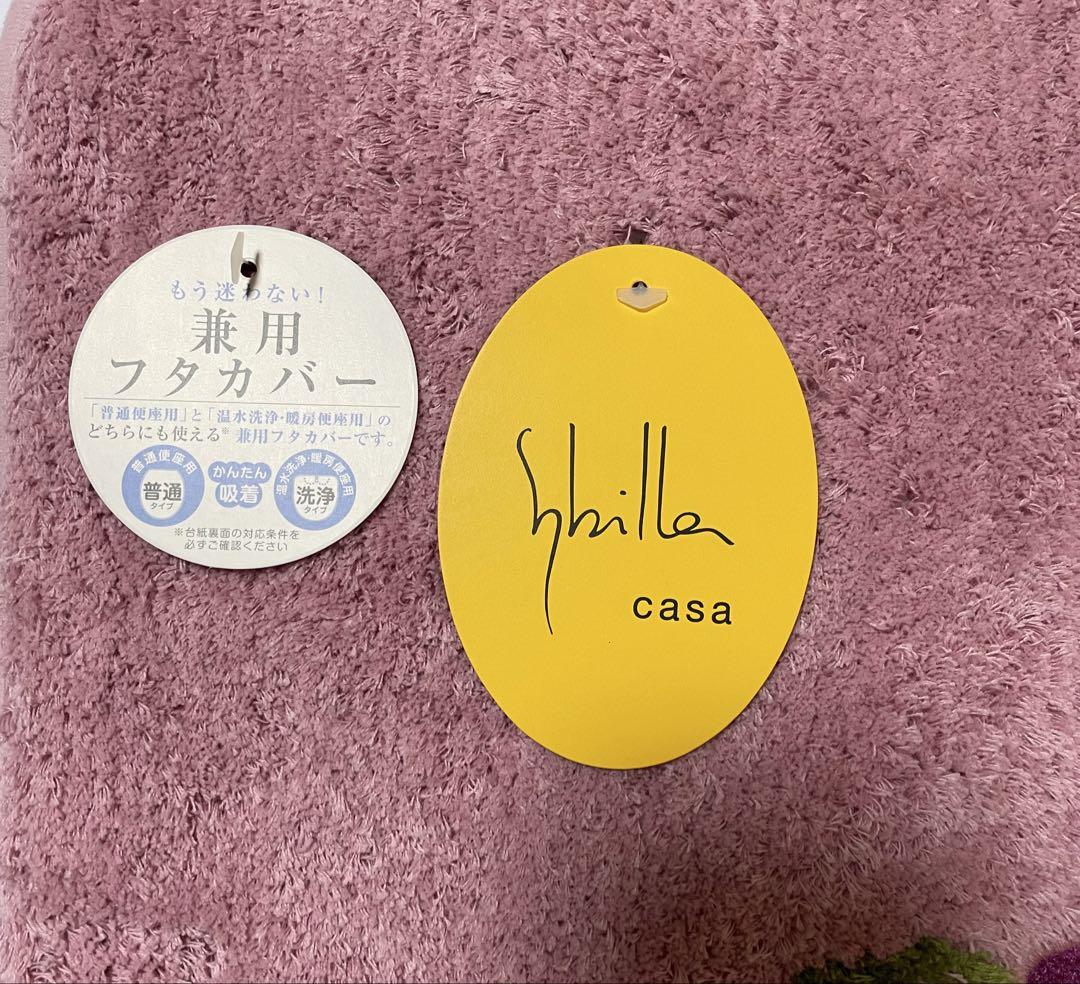 もう迷わない！
兼用
フタカバー
「普通便座用」と「温水洗浄・暖房便座用」の
どちらにも使える※兼用フタカバーです。
普通便座用
普通
タイプ
かんたん
吸着
温水洗浄・暖房便座用
洗浄
タイプ
※台紙裏面の対応条件を
必ずご確認ください
Sybilla
casa